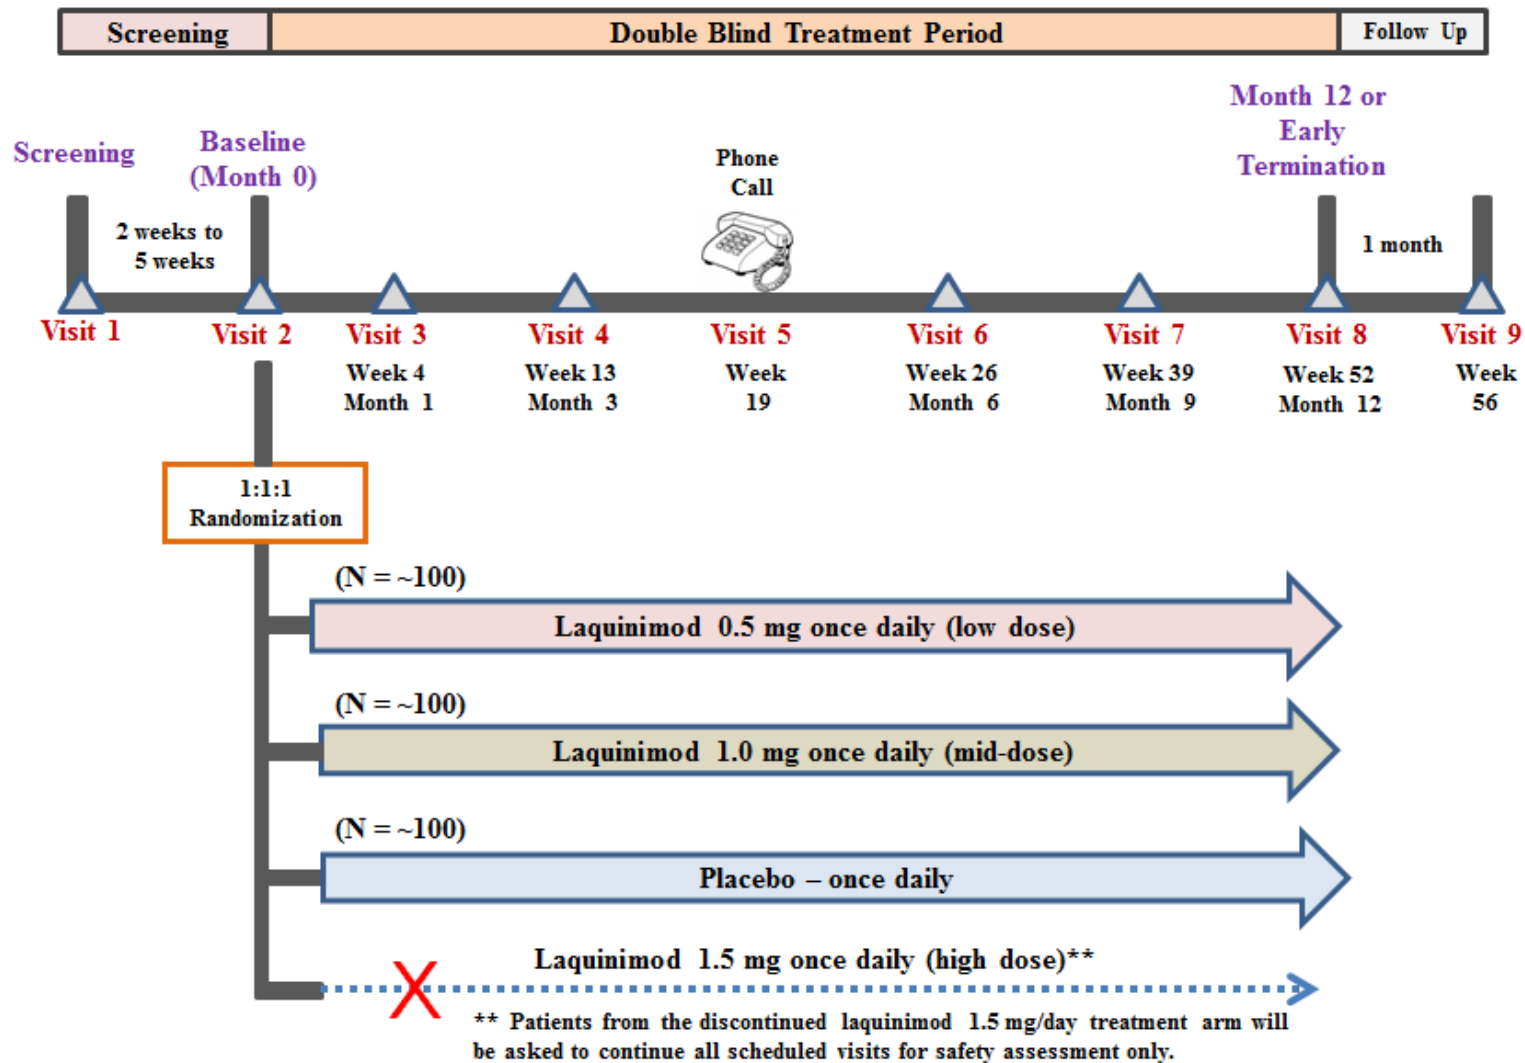 Screening
Double Blind Treatment Period
Follow Up
Screening
Baseline
(Month 0)
Phone
Call
Month 12 or
Early
Termination
2 weeks to
5 weeks
1 month
Visit 1
Visit 2
Visit 3
Visit 4
Visit 5
Visit 6
Visit 7
Visit 8
Visit 9
Week 4
Month 1
Week 13
Month 3
Week
19
Week 26
Month 6
Week 39
Month 9
Week 52
Month 12
Week
56
1:1:1
Randomization
(N = ~100)
Laquinimod 0.5 mg once daily (low dose)
(N = ~100)
Laquinimod 1.0 mg once daily (mid-dose)
(N = ~100)
Placebo – once daily
Laquinimod 1.5 mg once daily (high dose)**
X
** Patients from the discontinued laquinimod 1.5 mg/day treatment arm will
be asked to continue all scheduled visits for safety assessment only.